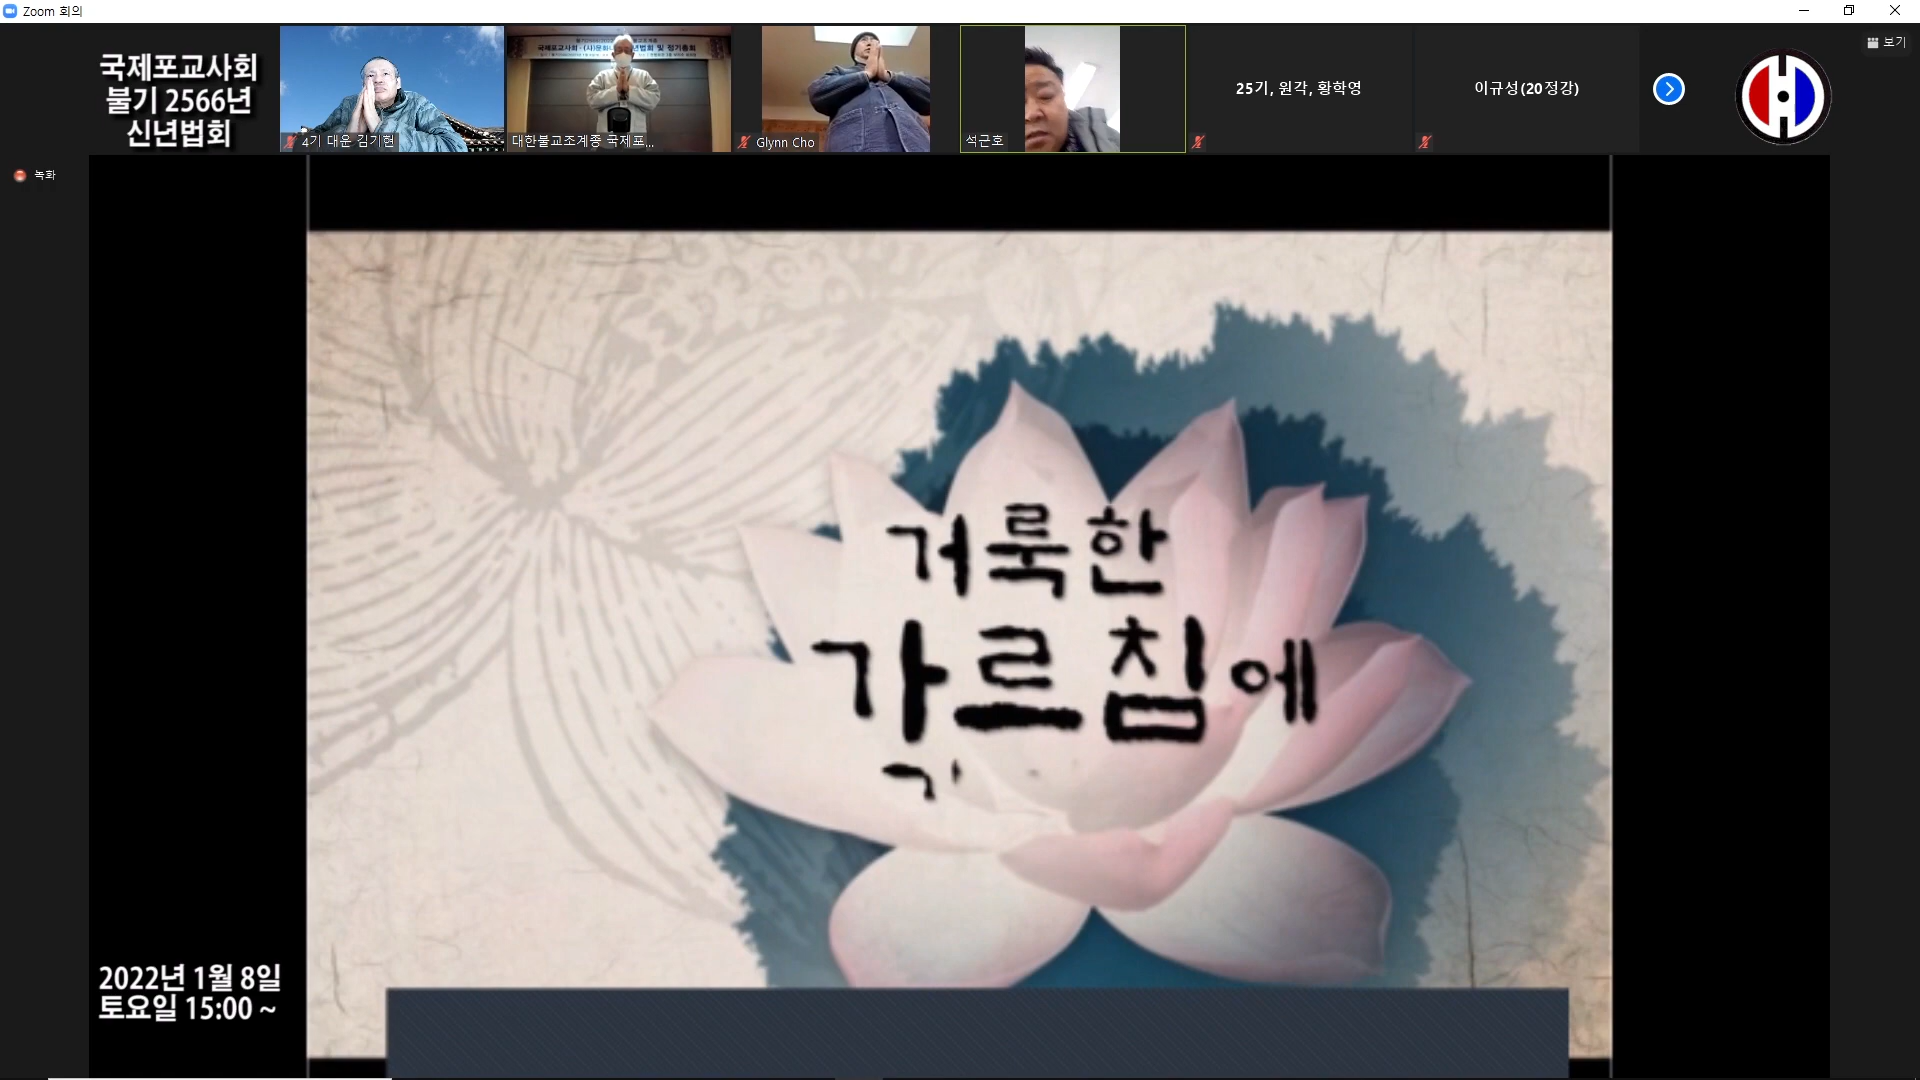 Zoom 회의
국제포교사회
불기 2566년
신년법회
4기 대운 김기현
대한불교조계종 국제포...
Glynn Cho
석근호
25기, 원각, 황학영
이규성(20정강)
보기
녹화
거룩한
가르침에
2022년 1월 8일
토요일 15:00 ~